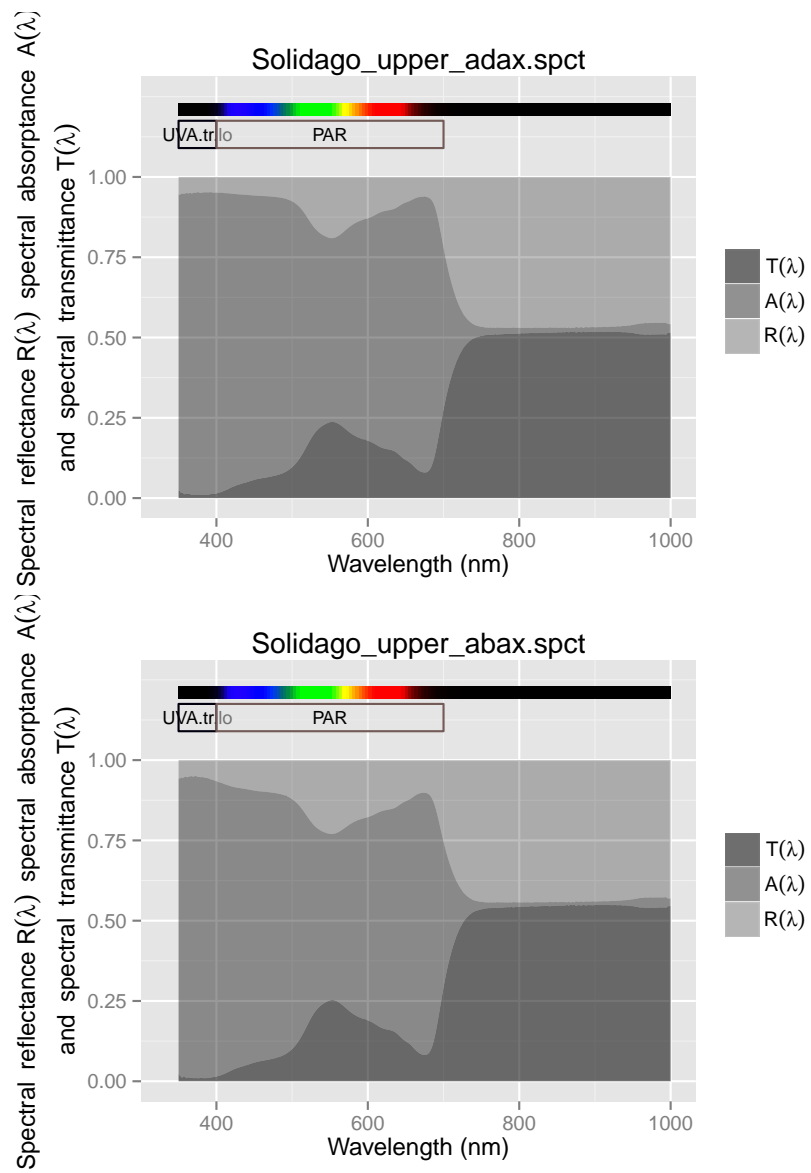 Solidago_upper_adax.spct
UVA.tr.lo PAR
Spectral reflectance R(λ) spectral absorptance A(λ)
and spectral transmittance T(λ)
1.00
0.75
0.50
0.25
0.00
400 600 800 1000
Wavelength (nm)
T(λ)
A(λ)
R(λ)
Solidago_upper_abax.spct
UVA.tr.lo PAR
Spectral reflectance R(λ) spectral absorptance A(λ)
and spectral transmittance T(λ)
1.00
0.75
0.50
0.25
0.00
400 600 800 1000
Wavelength (nm)
T(λ)
A(λ)
R(λ)